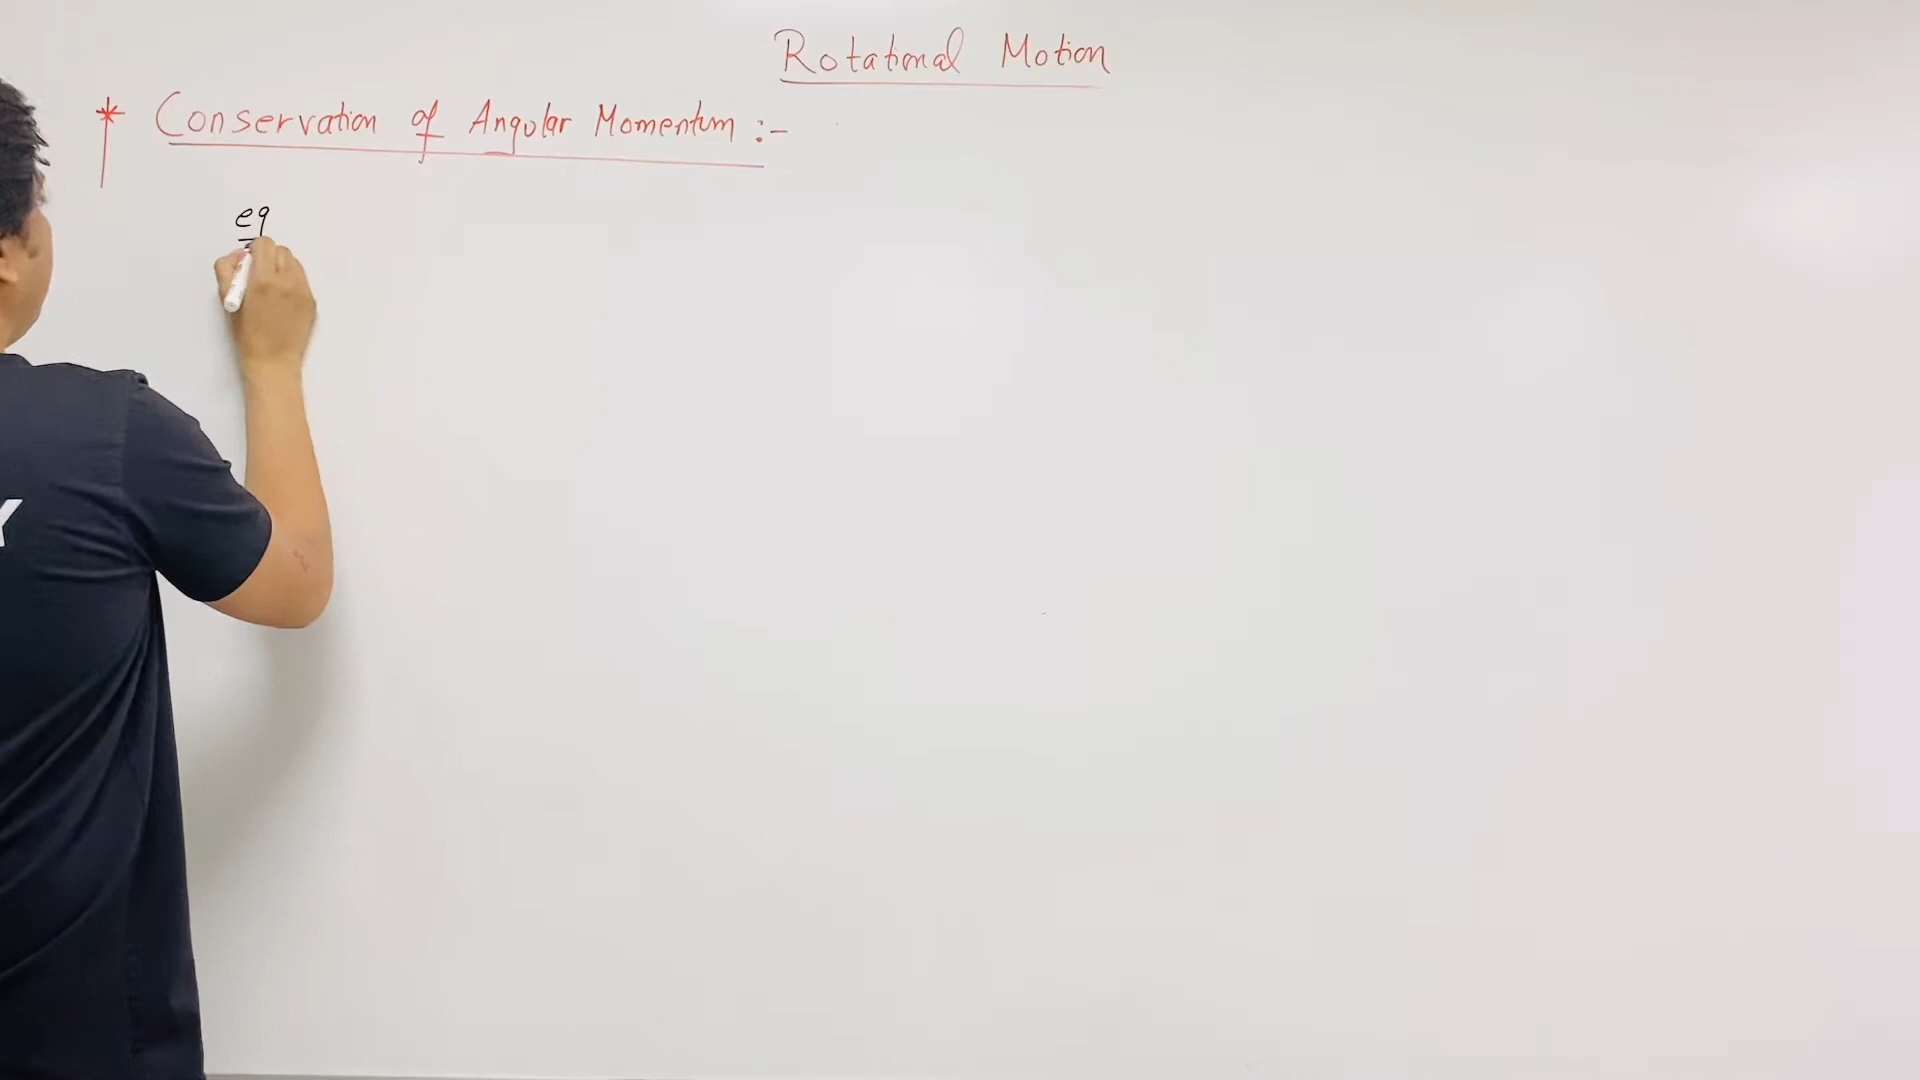 Rotational Motion
* Conservation of Angular Momentum :-
eg
Y